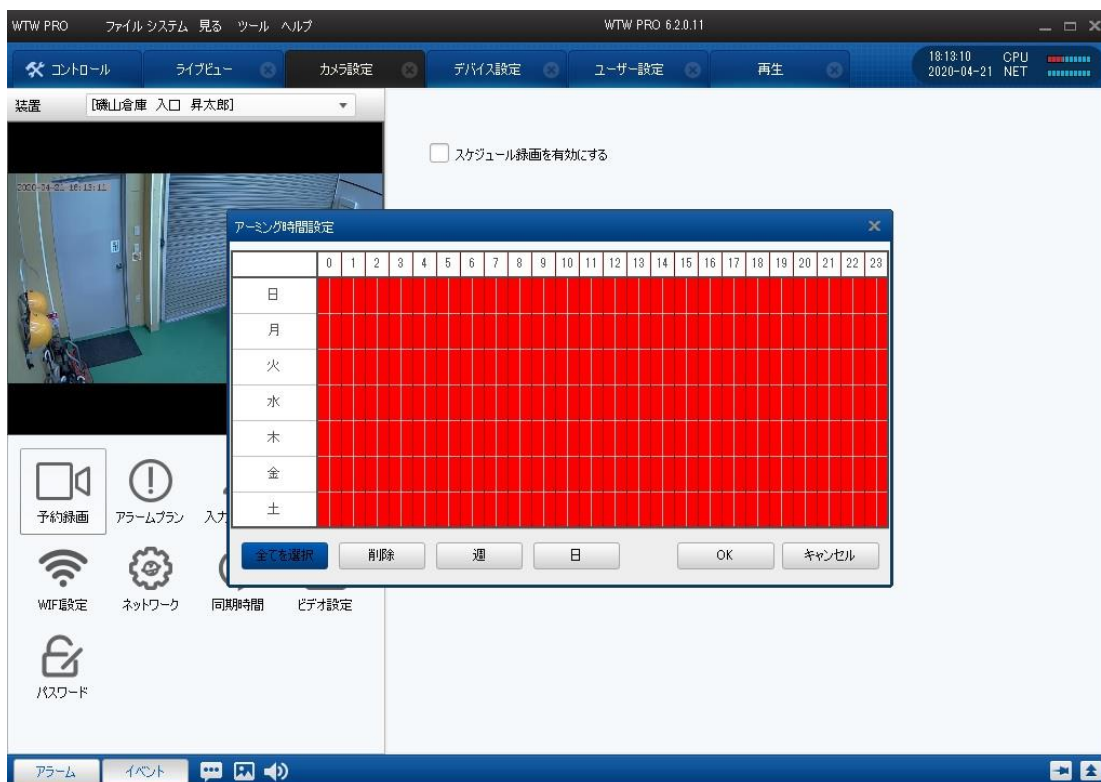 WTW PRO ファイル システム 見る ツール ヘルプ WTW PRO 6.2.0.11
コントロール ライブビュー カメラ設定 デバイス設定 ユーザー設定 再生 18:13:10 CPU
2020-04-21 NET
装置 [磯山倉庫 入口 昇太郎]
スケジュール録画を有効にする
アーミング時間設定
0 1 2 3 4 5 6 7 8 9 10 11 12 13 14 15 16 17 18 19 20 21 22 23
日
月
火
水
木
金
土
全てを選択 削除 週 日 OK キャンセル
予約録画 アラームプラン 入力
WIFI設定 ネットワーク 同期時間 ビデオ設定
パスワード
アラーム イベント